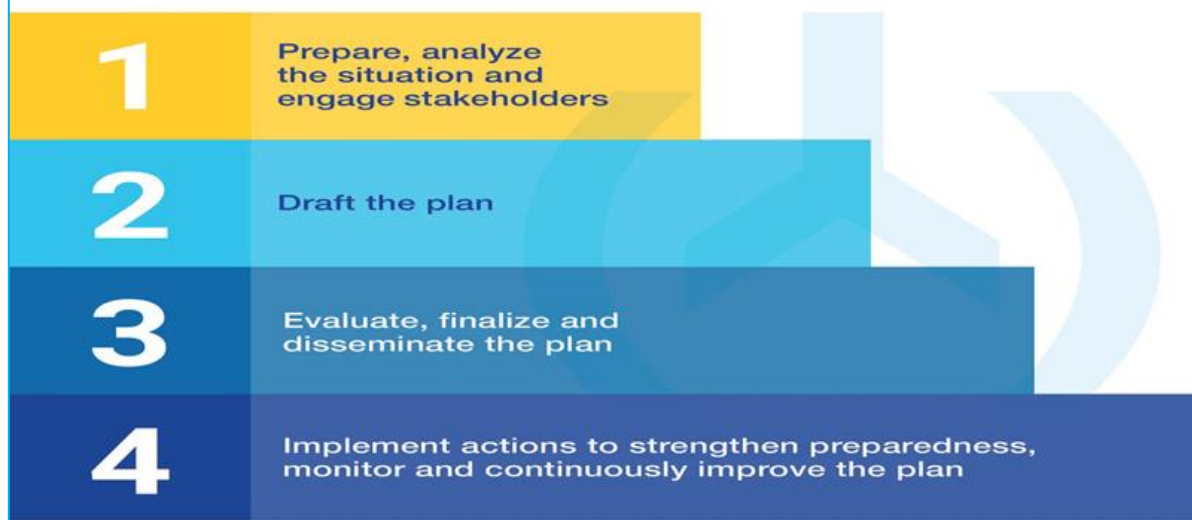 1
Prepare, analyze
the situation and
engage stakeholders
2
Draft the plan
3
Evaluate, finalize and
disseminate the plan
4
Implement actions to strengthen preparedness,
monitor and continuously improve the plan